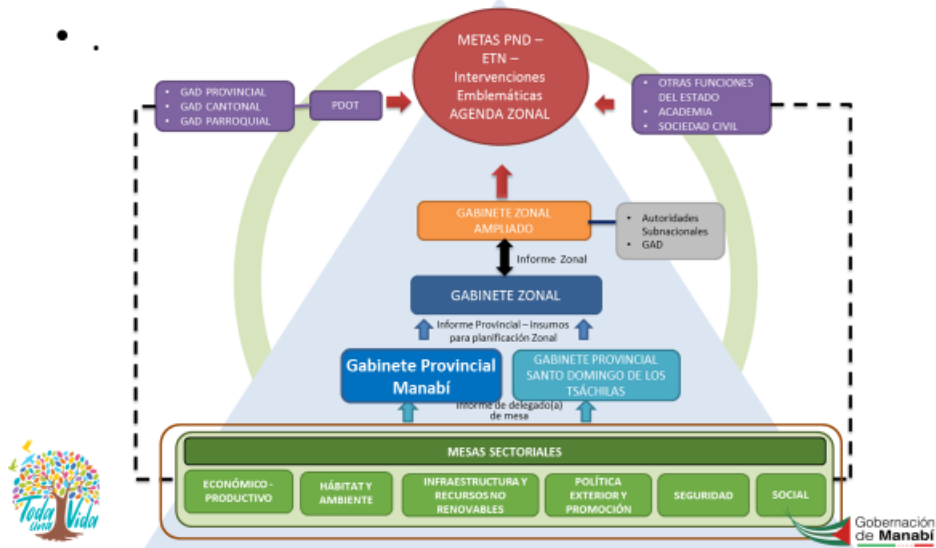 METAS PND –
ETN –
Intervenciones
Emblemáticas
AGENDA ZONAL
• GAD PROVINCIAL
• GAD CANTONAL
• GAD PARROQUIAL
PDOT
• OTRAS FUNCIONES
DEL ESTADO
• ACADEMIA
• SOCIEDAD CIVIL
GABINETE ZONAL
AMPLIADO
• Autoridades
Subnacionales
• GAD
Informe Zonal
GABINETE ZONAL
Informe Provincial – insumos
para planificación Zonal
Gabinete Provincial
Manabí
GABINETE PROVINCIAL
SANTO DOMINGO DE LOS
TSÁCHILAS
Informe de delegado(a)
de mesa
MESAS SECTORIALES
ECONÓMICO -
PRODUCTIVO
HÁBITAT Y
AMBIENTE
INFRAESTRUCTURA Y
RECURSOS NO
RENOVABLES
POLÍTICA
EXTERIOR Y
PROMOCIÓN
SEGURIDAD
SOCIAL
Toda
una
Vida
Gobernación
de Manabí